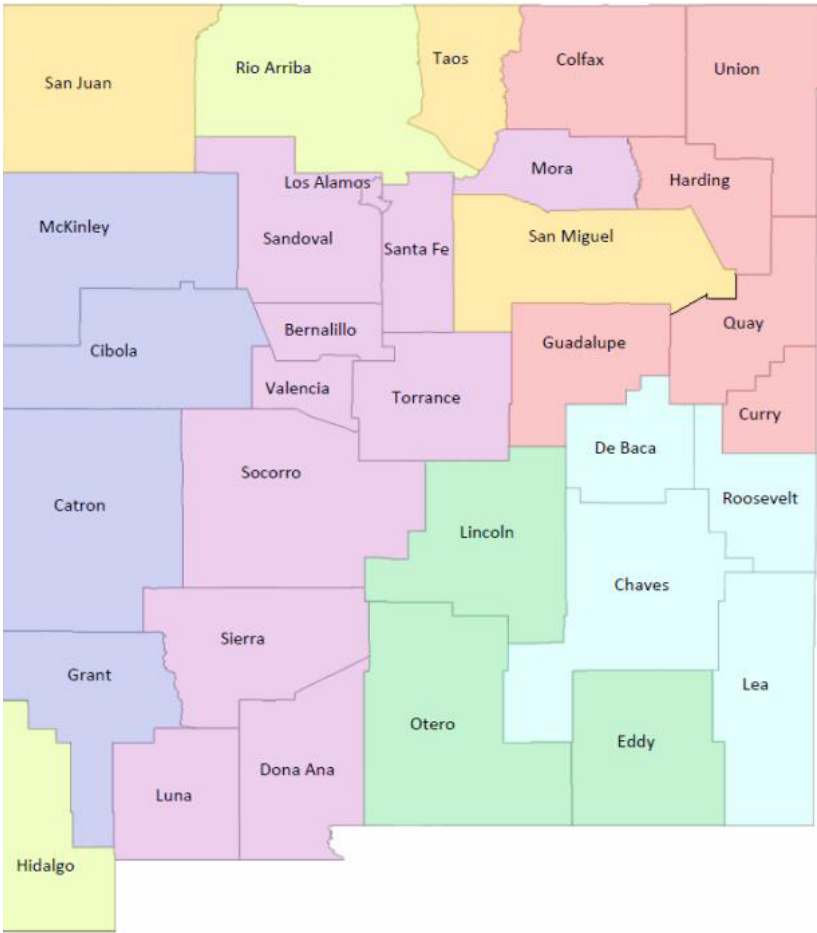 San Juan
Rio Arriba
Taos
Colfax
Union
Los Alamos
Mora
Harding
McKinley
Sandoval
Santa Fe
San Miguel
Bernalillo
Guadalupe
Quay
Cibola
Valencia
Torrance
Curry
De Baca
Socorro
Roosevelt
Catron
Lincoln
Chaves
Sierra
Grant
Lea
Otero
Eddy
Luna
Dona Ana
Hidalgo